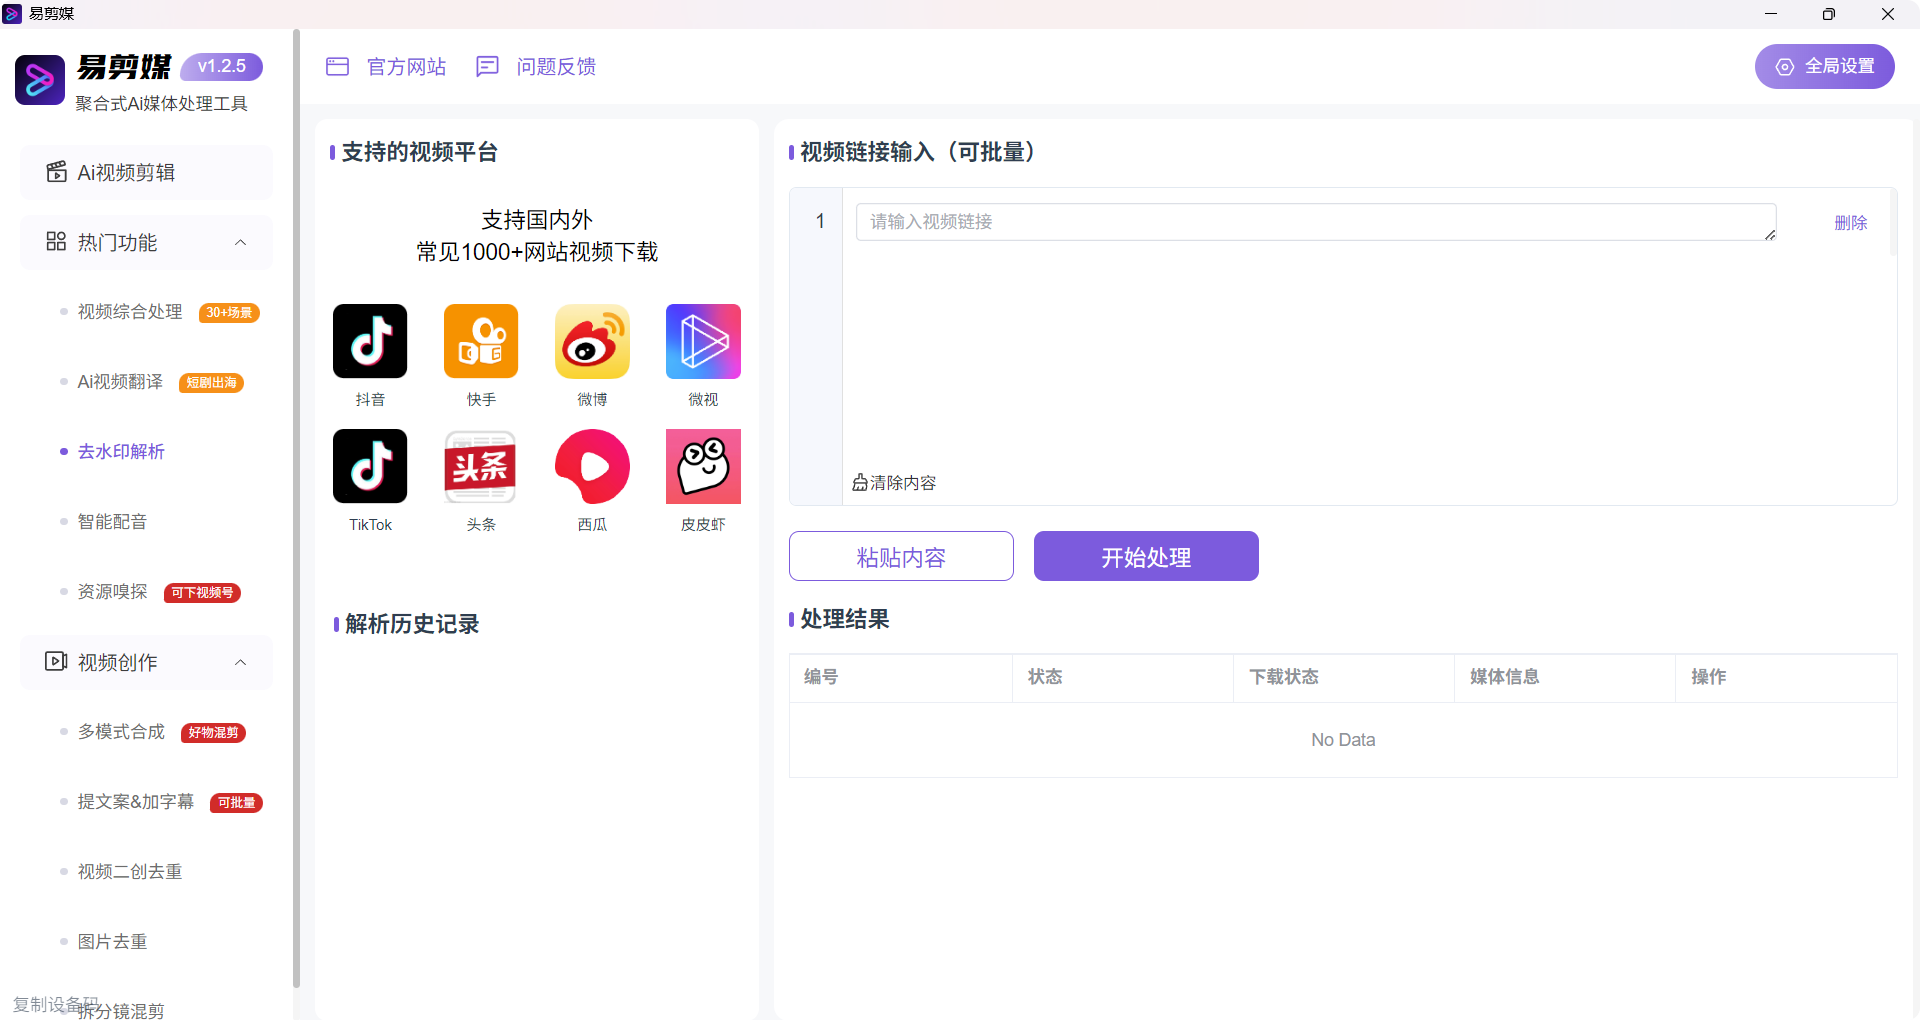 易剪媒
易剪媒 v1.2.5
聚合式Ai媒体处理工具
Ai视频剪辑
热门功能
视频综合处理 30+场景
Ai视频翻译 短剧出海
去水印解析
智能配音
资源嗅探 可下视频号
视频创作
多模式合成 好物混剪
提文案&加字幕 可批量
视频二创去重
图片去重
复制设备码
拆分镜混剪
官方网站 问题反馈
全局设置
支持的视频平台
支持国内外
常见1000+网站视频下载
抖音 快手 微博 微视
头条
TikTok 头条 西瓜 皮皮虾
解析历史记录
视频链接输入（可批量）
1 请输入视频链接 删除
清除内容
粘贴内容 开始处理
处理结果
编号 状态 下载状态 媒体信息 操作
No Data